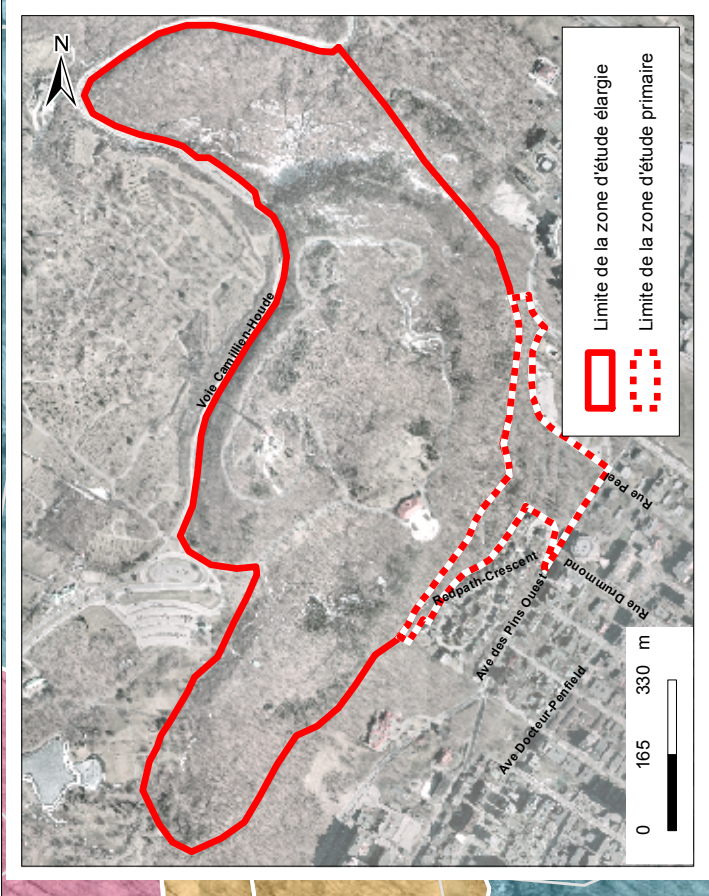 N
Voie Camillien-Houde
Limite de la zone d'étude élargie
Limite de la zone d'étude primaire
Redpath-Crescent
Rue Peel
Rue Drummond
Ave des Pins Ouest
Ave Docteur-Penfield
0 165 330 m